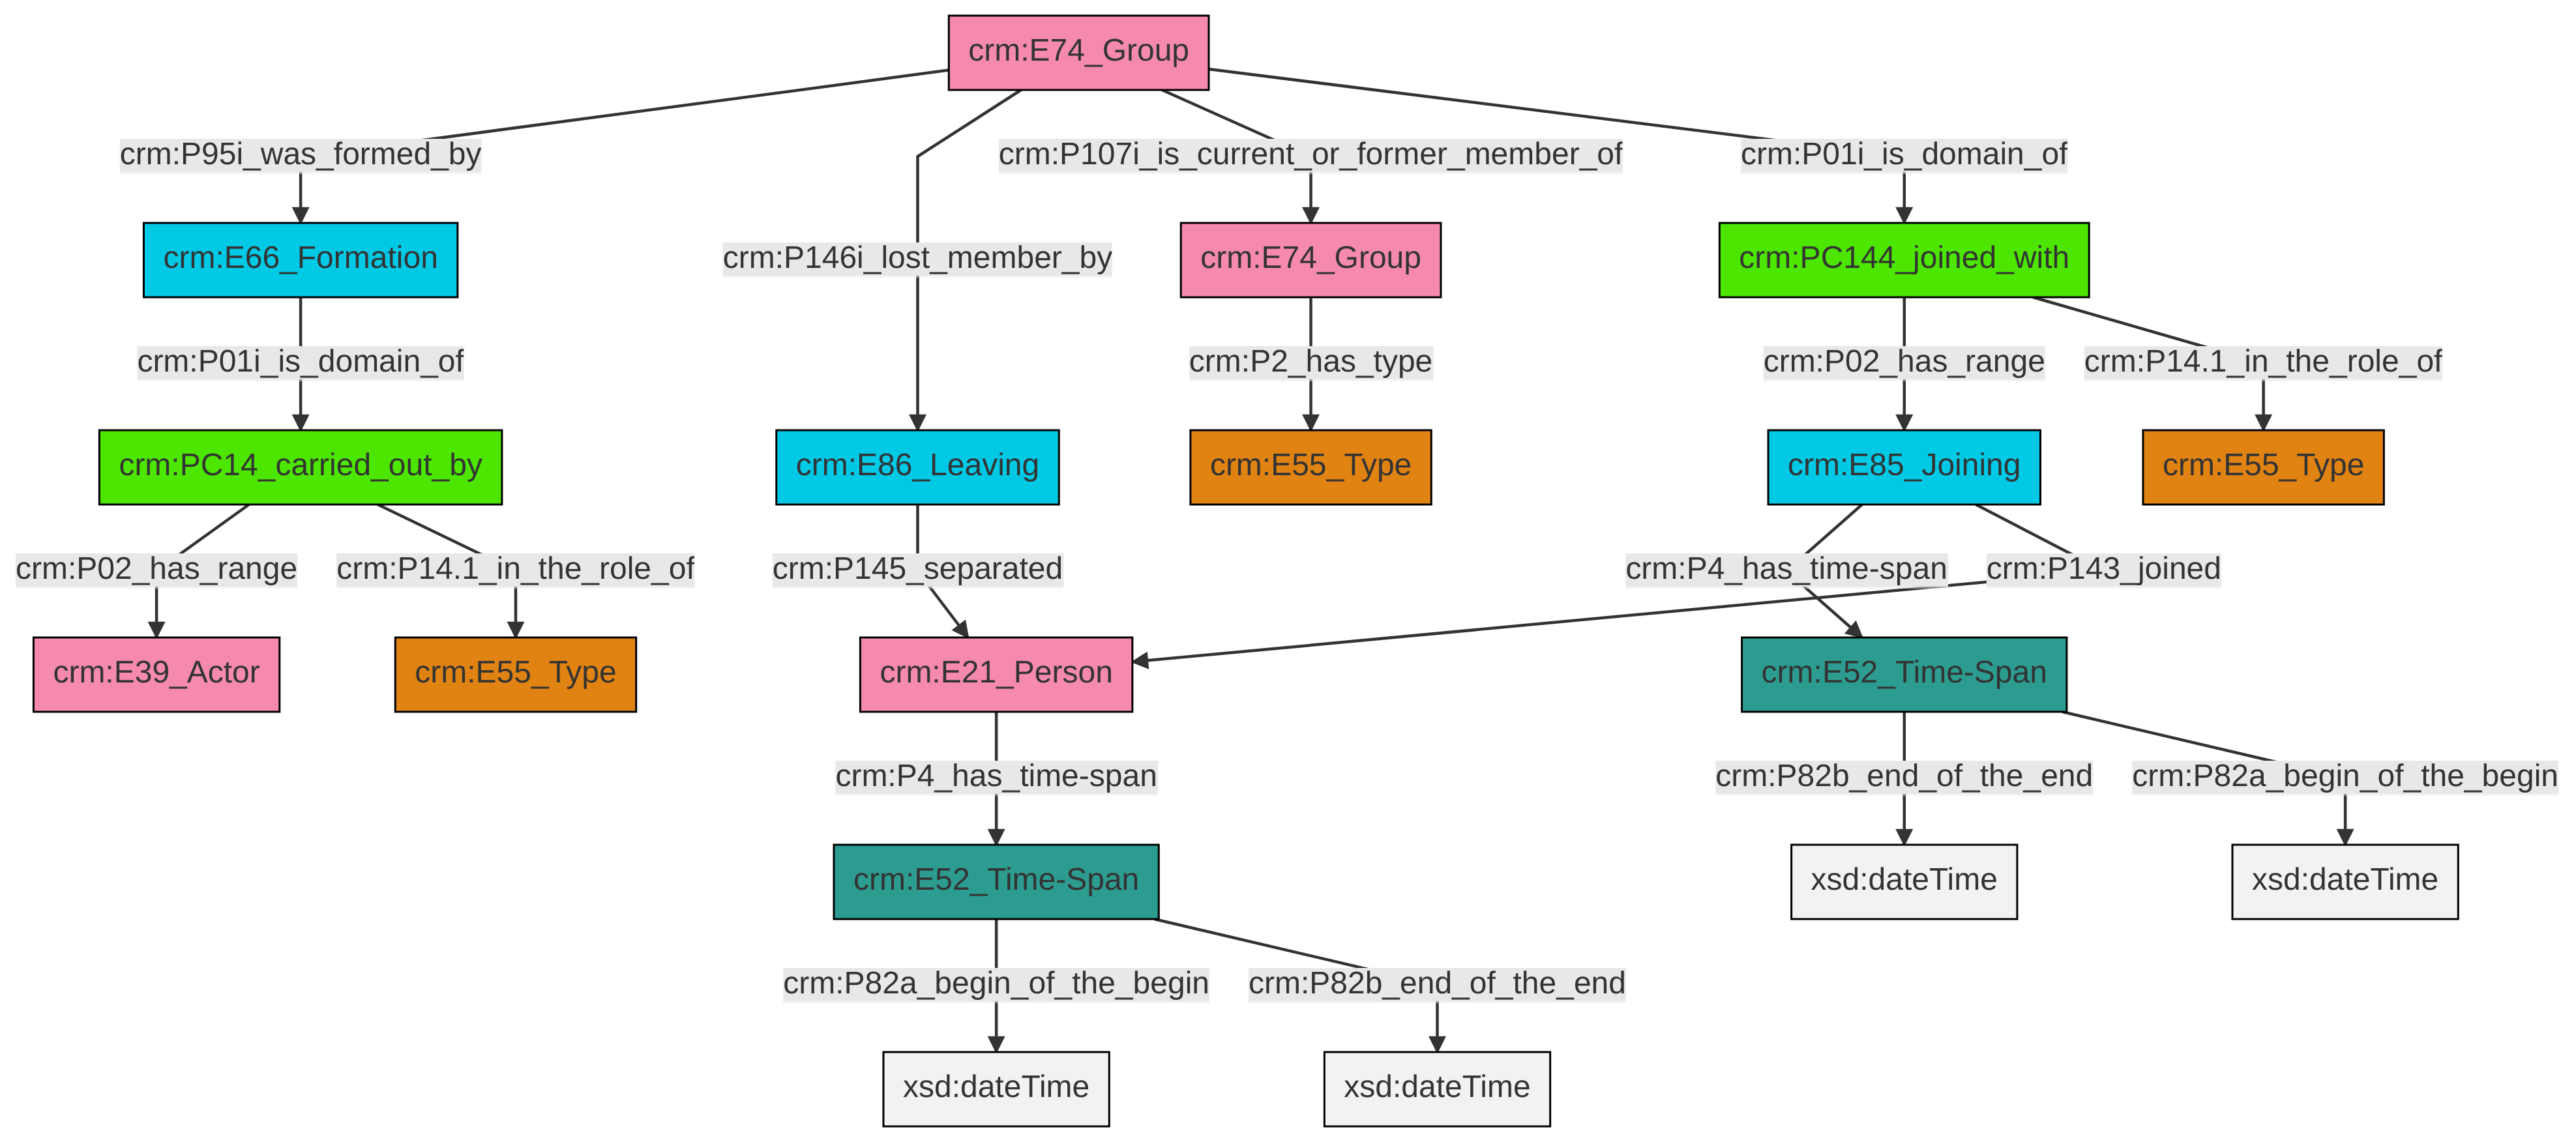 crm:E74_Group
crm:P95i_was_formed_by
crm:P107i_is_current_or_former_member_of
crm:P01i_is_domain_of
crm:E66_Formation
crm:P146i_lost_member_by
crm:E74_Group
crm:PC144_joined_with
crm:P01i_is_domain_of
crm:P2_has_type
crm:P02_has_range
crm:P14.1_in_the_role_of
crm:PC14_carried_out_by
crm:E86_Leaving
crm:E55_Type
crm:E85_Joining
crm:E55_Type
crm:P02_has_range
crm:P14.1_in_the_role_of
crm:P145_separated
crm:P4_has_time-span
crm:P143_joined
crm:E39_Actor
crm:E55_Type
crm:E21_Person
crm:E52_Time-Span
crm:P4_has_time-span
crm:P82b_end_of_the_end
crm:P82a_begin_of_the_begin
crm:E52_Time-Span
xsd:dateTime
xsd:dateTime
crm:P82a_begin_of_the_begin
crm:P82b_end_of_the_end
xsd:dateTime
xsd:dateTime